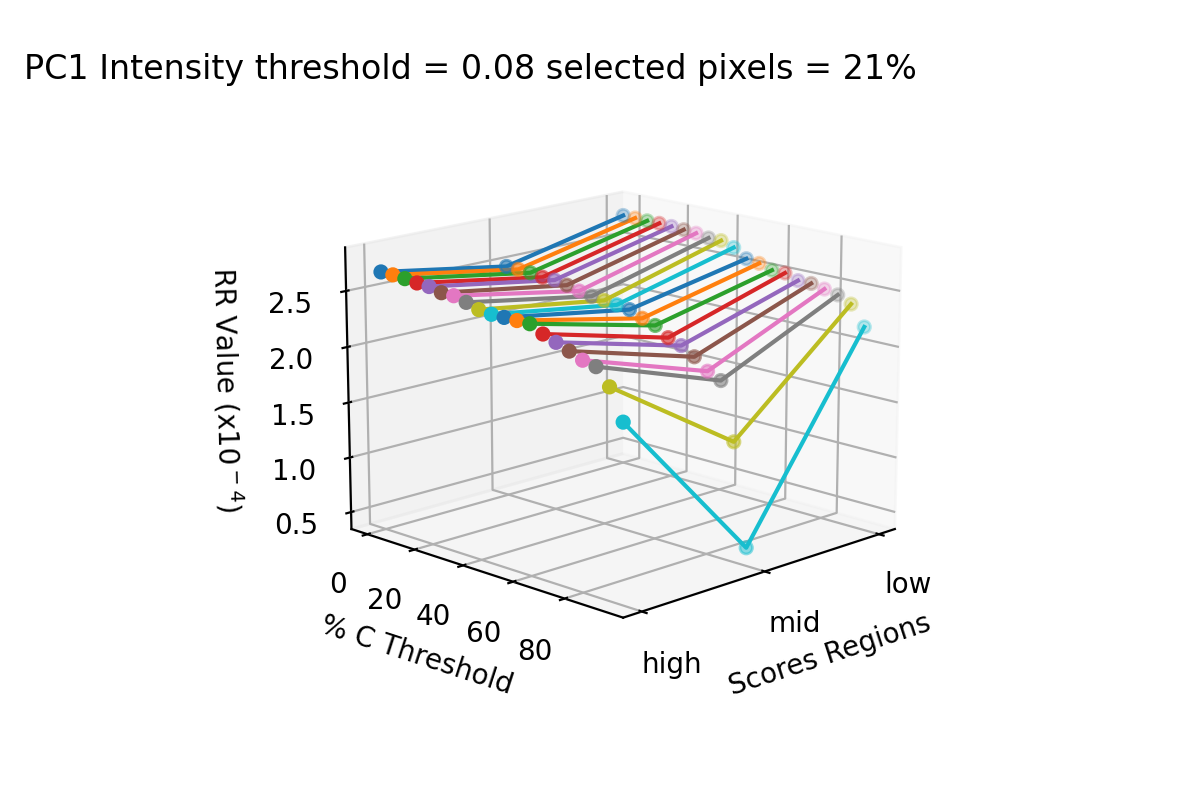 PC1 Intensity threshold = 0.08 selected pixels = 21%
RR Value (x10⁻⁴)
2.5
2.0
1.5
1.0
0.5
0
20
40
60
80
% C Threshold
high
mid
low
Scores Regions